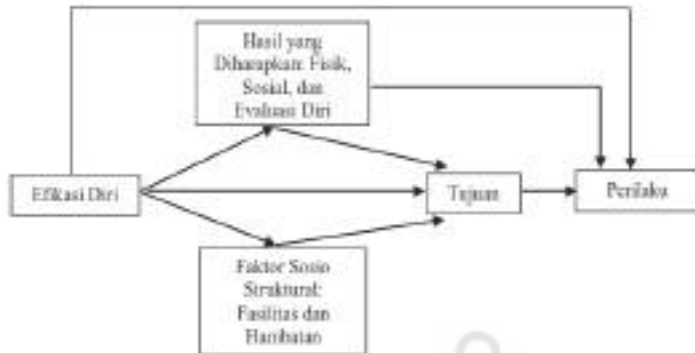 Hasil yang
Diharapkan: Fisik,
Sosial, dan
Evaluasi Diri
Efikasi Diri
Tujuan
Perilaku
Faktor Sosio
Struktural:
Fasilitas dan
Hambatan